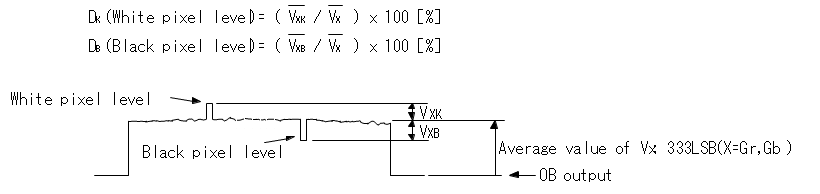 DK (White pixel level)= ( VXK / VX ) x 100 [%]
DB (Black pixel level)= ( VXB / VX ) x 100 [%]
White pixel level
VXK
VXB
Black pixel level
Average value of Vx: 333LSB(X=Gr,Gb )
OB output